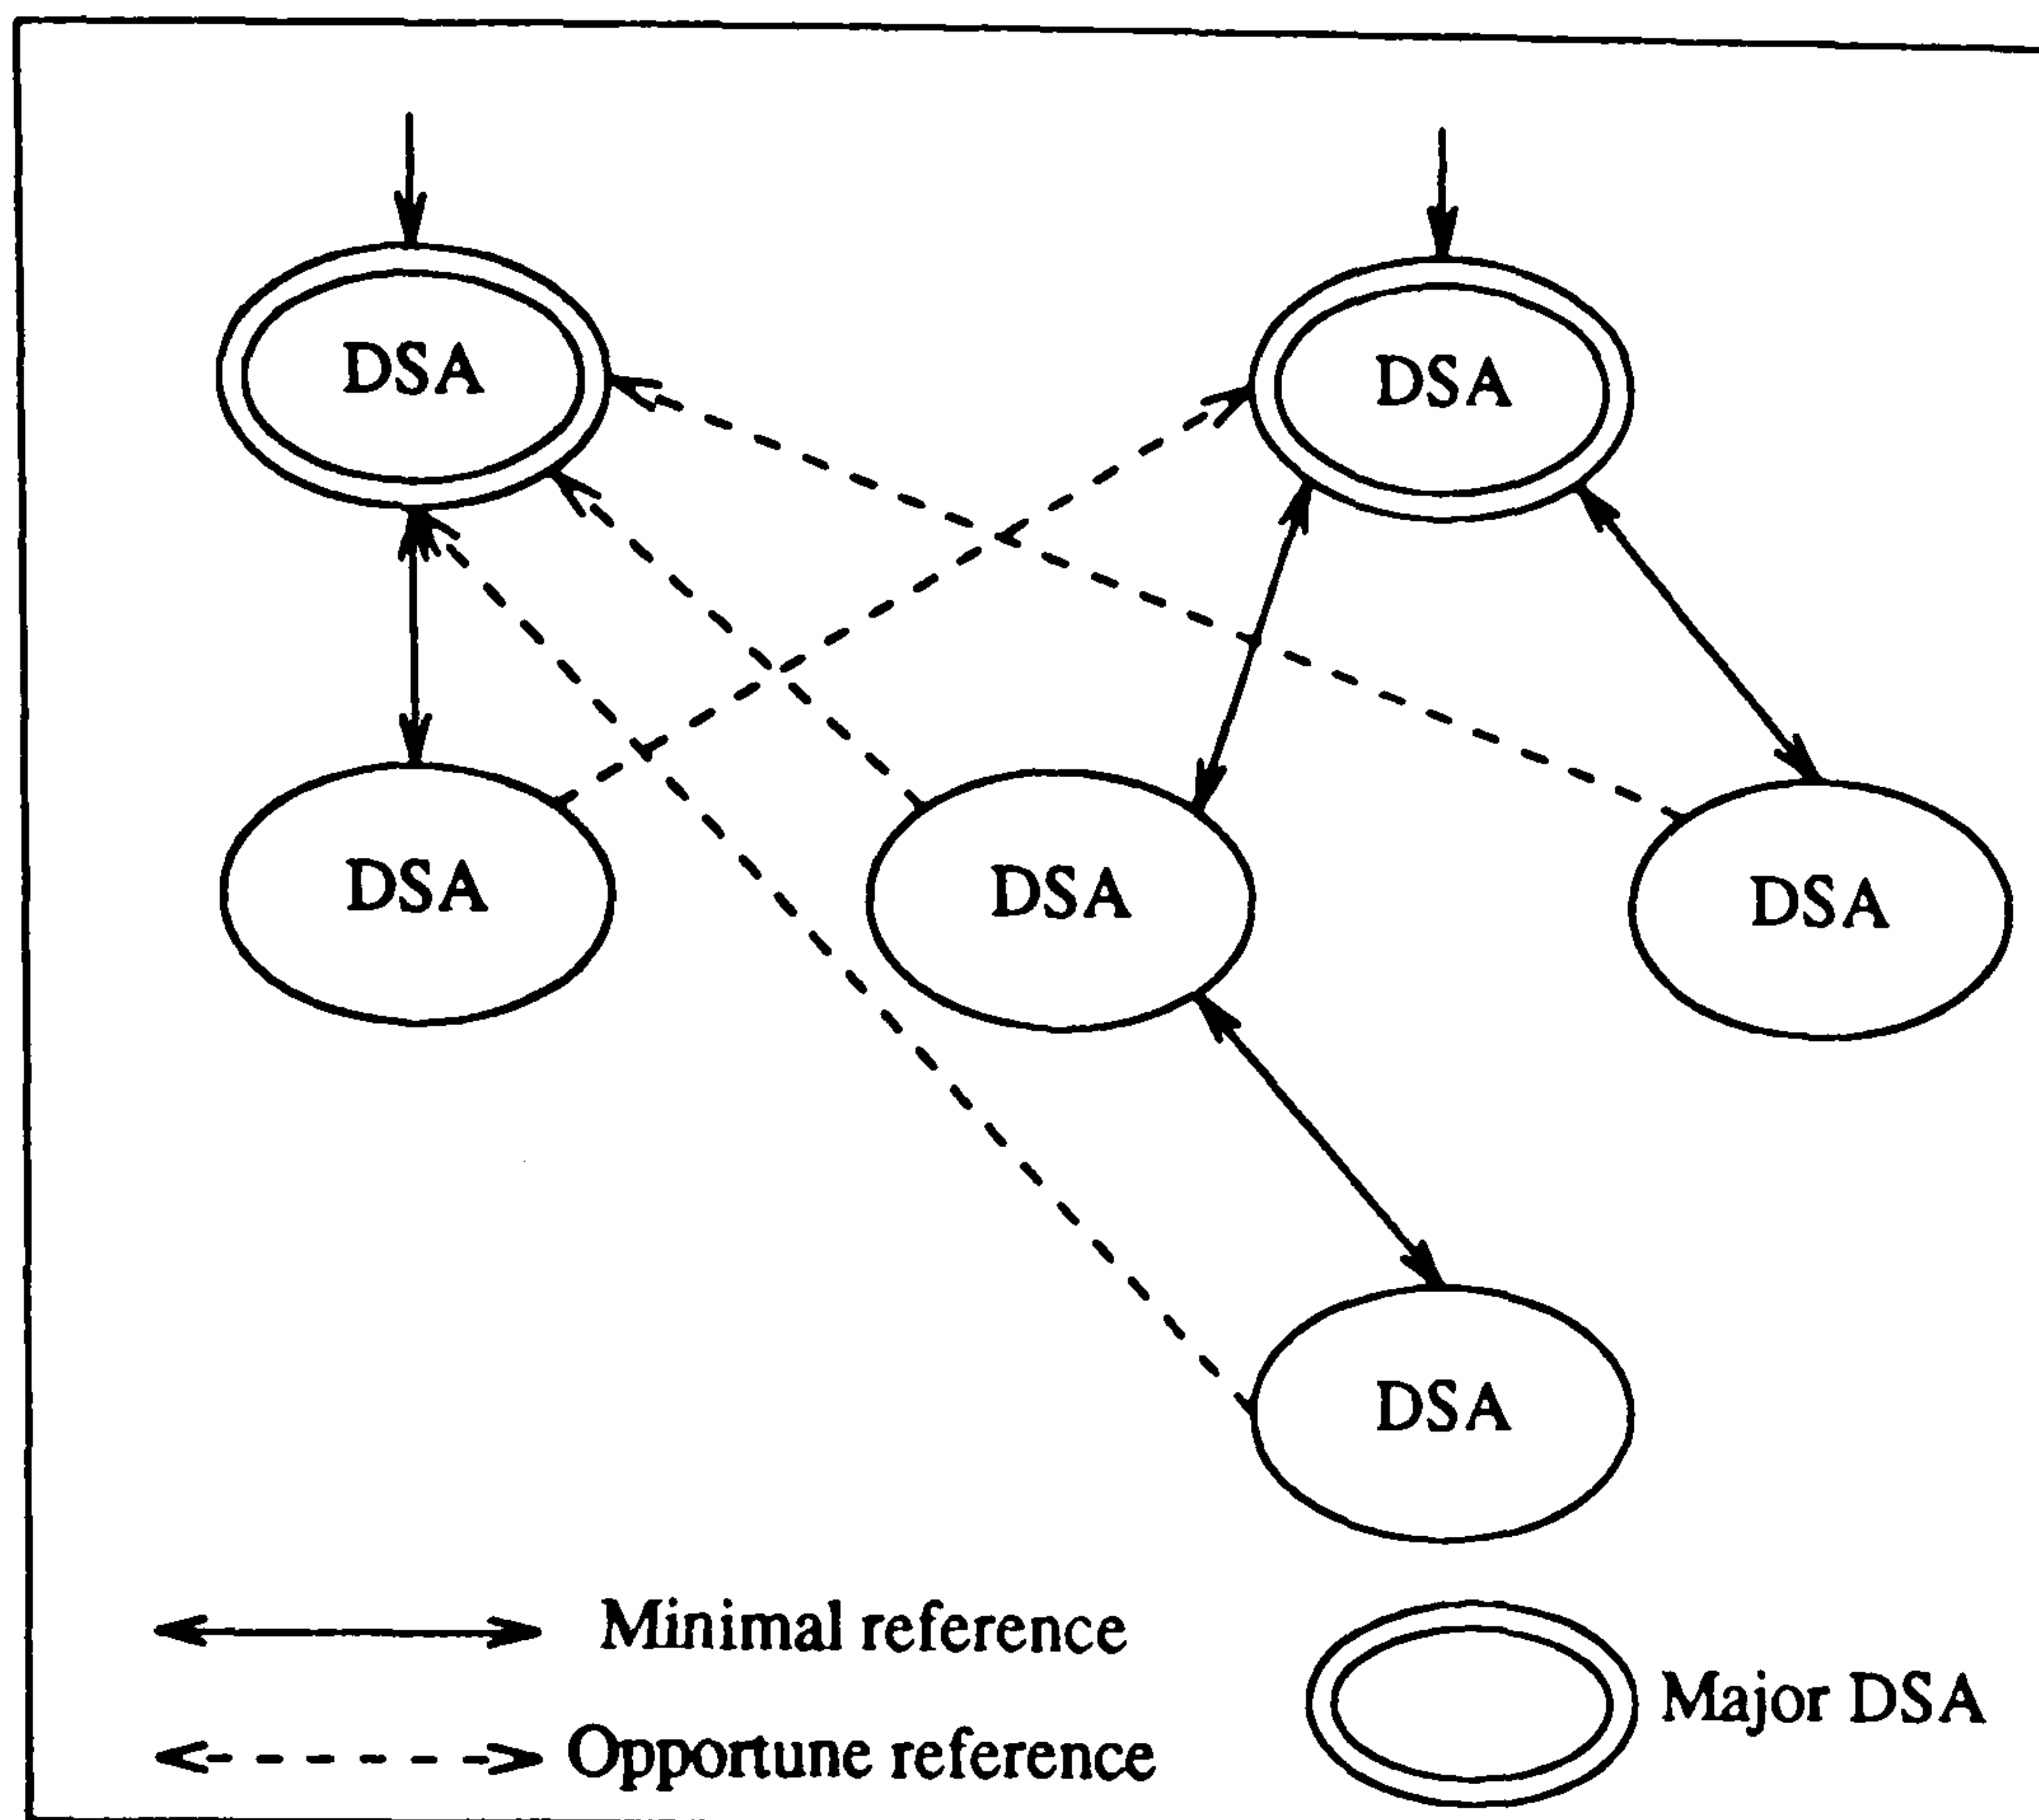 DSA
DSA
DSA
DSA
DSA
DSA
Minimal reference
Opportune reference
Major DSA